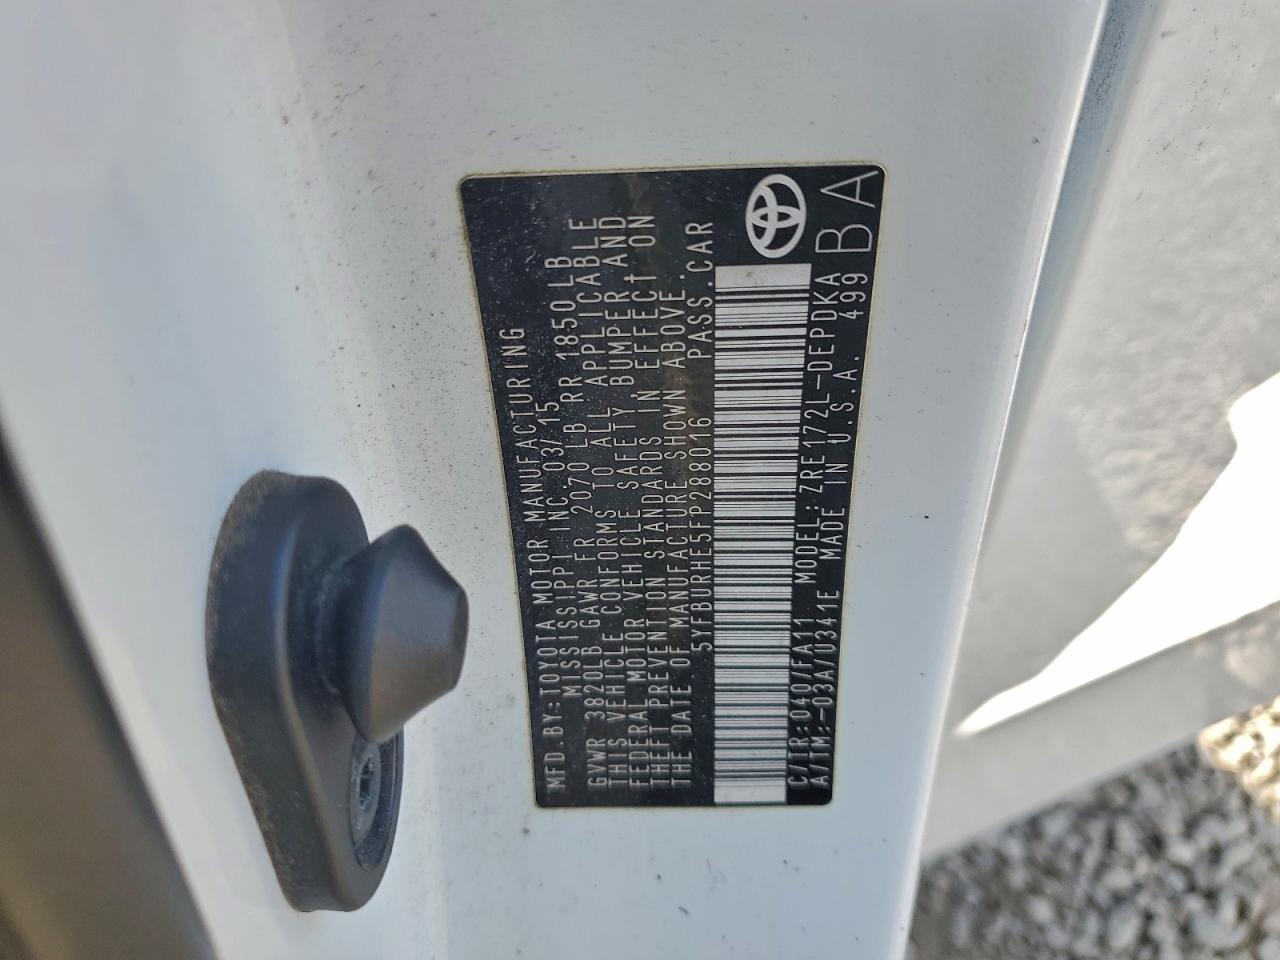 MFD.BY:TOYOTA MOTOR MANUFACTURING
MISSISSIPPI INC.03/15
GVWR 3820LB GAWR FR 2070 LB RR 1850 LB
THIS VEHICLE CONFORMS TO ALL APPLICABLE
FEDERAL MOTOR VEHICLE SAFETY,BUMPER AND
THEFT PREVENTION STANDARDS IN EFFECT ON
THE DATE OF MANUFACTURE SHOWN ABOVE.
5YFBURHE5FP288016 PASS.CAR
C/TR:040/FA11 MODEL:ZRE172L-DEPDKA
A/TM:-03A/0341E MADE IN U.S.A. 499
BA